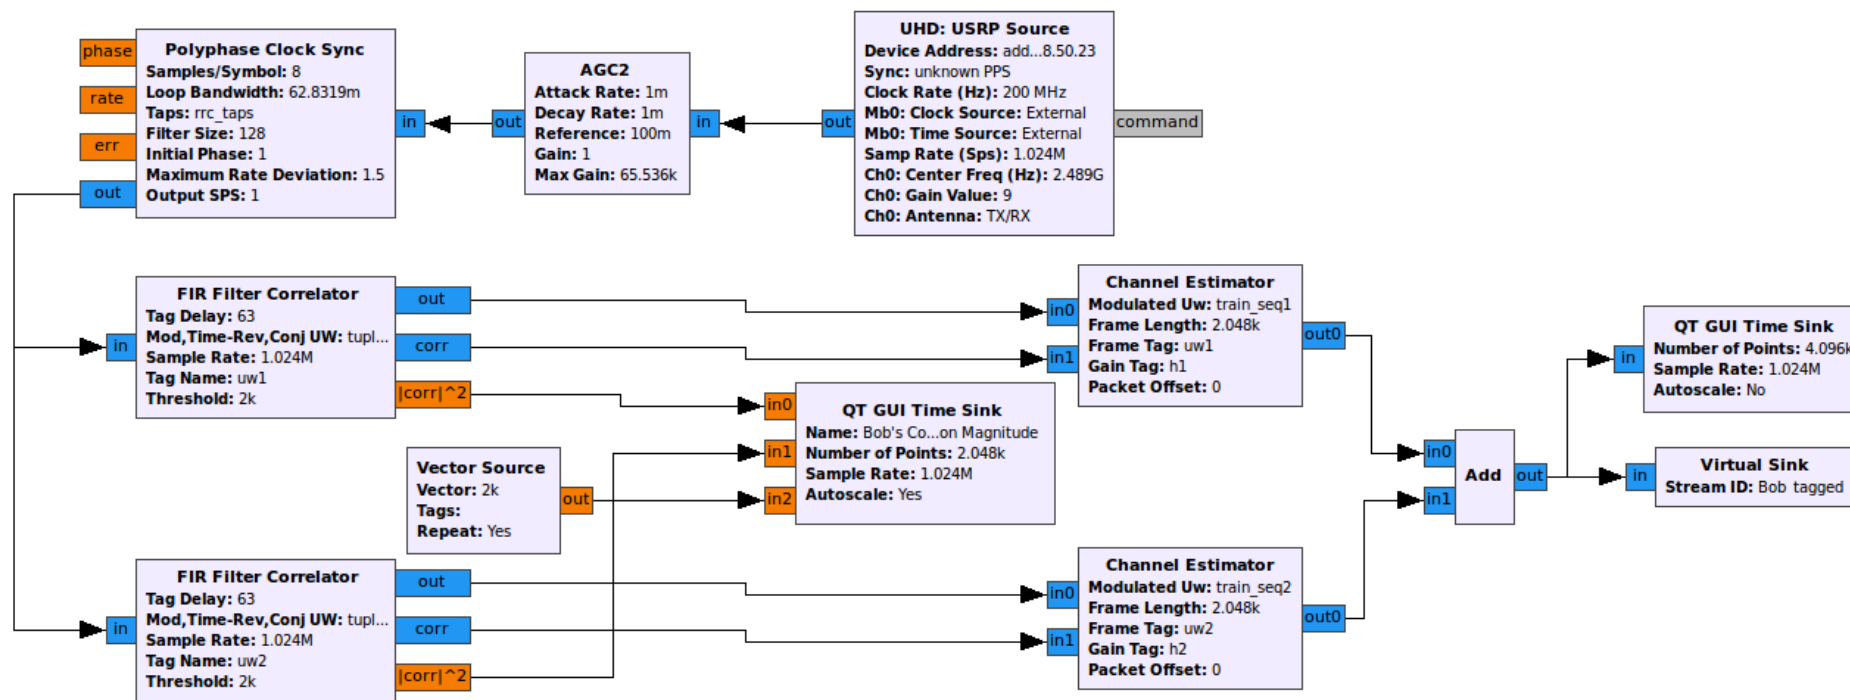 phase
rate
err
out
Polyphase Clock Sync
Samples/Symbol: 8
Loop Bandwidth: 62.8319m
Taps: rrc_taps
Filter Size: 128
Initial Phase: 1
Maximum Rate Deviation: 1.5
Output SPS: 1
in
out
AGC2
Attack Rate: 1m
Decay Rate: 1m
Reference: 100m
Gain: 1
Max Gain: 65.536k
in
out
UHD: USRP Source
Device Address: add...8.50.23
Sync: unknown PPS
Clock Rate (Hz): 200 MHz
Mb0: Clock Source: External
Mb0: Time Source: External
Samp Rate (Sps): 1.024M
Ch0: Center Freq (Hz): 2.489G
Ch0: Gain Value: 9
Ch0: Antenna: TX/RX
command
in
FIR Filter Correlator
Tag Delay: 63
Mod,Time-Rev,Conj UW: tupl...
Sample Rate: 1.024M
Tag Name: uw1
Threshold: 2k
out
corr
|corr|^2
in0
in1
Channel Estimator
Modulated Uw: train_seq1
Frame Length: 2.048k
Frame Tag: uw1
Gain Tag: h1
Packet Offset: 0
out0
in0
in1
in2
QT GUI Time Sink
Name: Bob's Co...on Magnitude
Number of Points: 2.048k
Sample Rate: 1.024M
Autoscale: Yes
Vector Source
Vector: 2k
Tags:
Repeat: Yes
out
in
FIR Filter Correlator
Tag Delay: 63
Mod,Time-Rev,Conj UW: tupl...
Sample Rate: 1.024M
Tag Name: uw2
Threshold: 2k
out
corr
|corr|^2
in0
in1
Channel Estimator
Modulated Uw: train_seq2
Frame Length: 2.048k
Frame Tag: uw2
Gain Tag: h2
Packet Offset: 0
out0
in0
in1
Add
out
in
QT GUI Time Sink
Number of Points: 4.096k
Sample Rate: 1.024M
Autoscale: No
in
Virtual Sink
Stream ID: Bob tagged